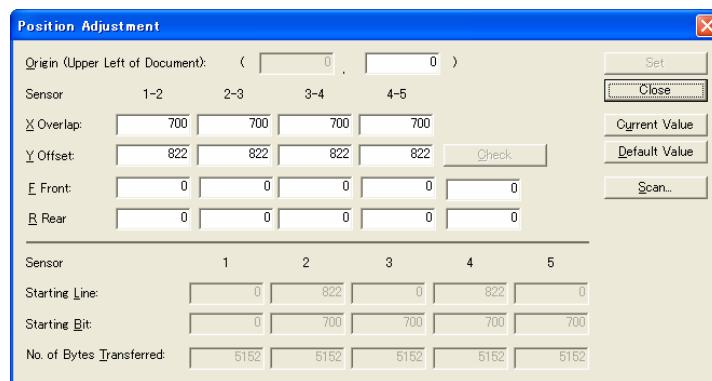 Position Adjustment
Origin (Upper Left of Document): ( 0 , 0 ) Set
Sensor 1-2 2-3 3-4 4-5 Close
X Overlap: 700 700 700 700 Current Value
Y Offset: 822 822 822 822 Check Default Value
F Front: 0 0 0 0 0 Scan...
R Rear 0 0 0 0 0
Sensor 1 2 3 4 5
Starting Line: 0 822 0 822 0
Starting Bit: 0 700 700 700 700
No. of Bytes Transferred: 5152 5152 5152 5152 5152